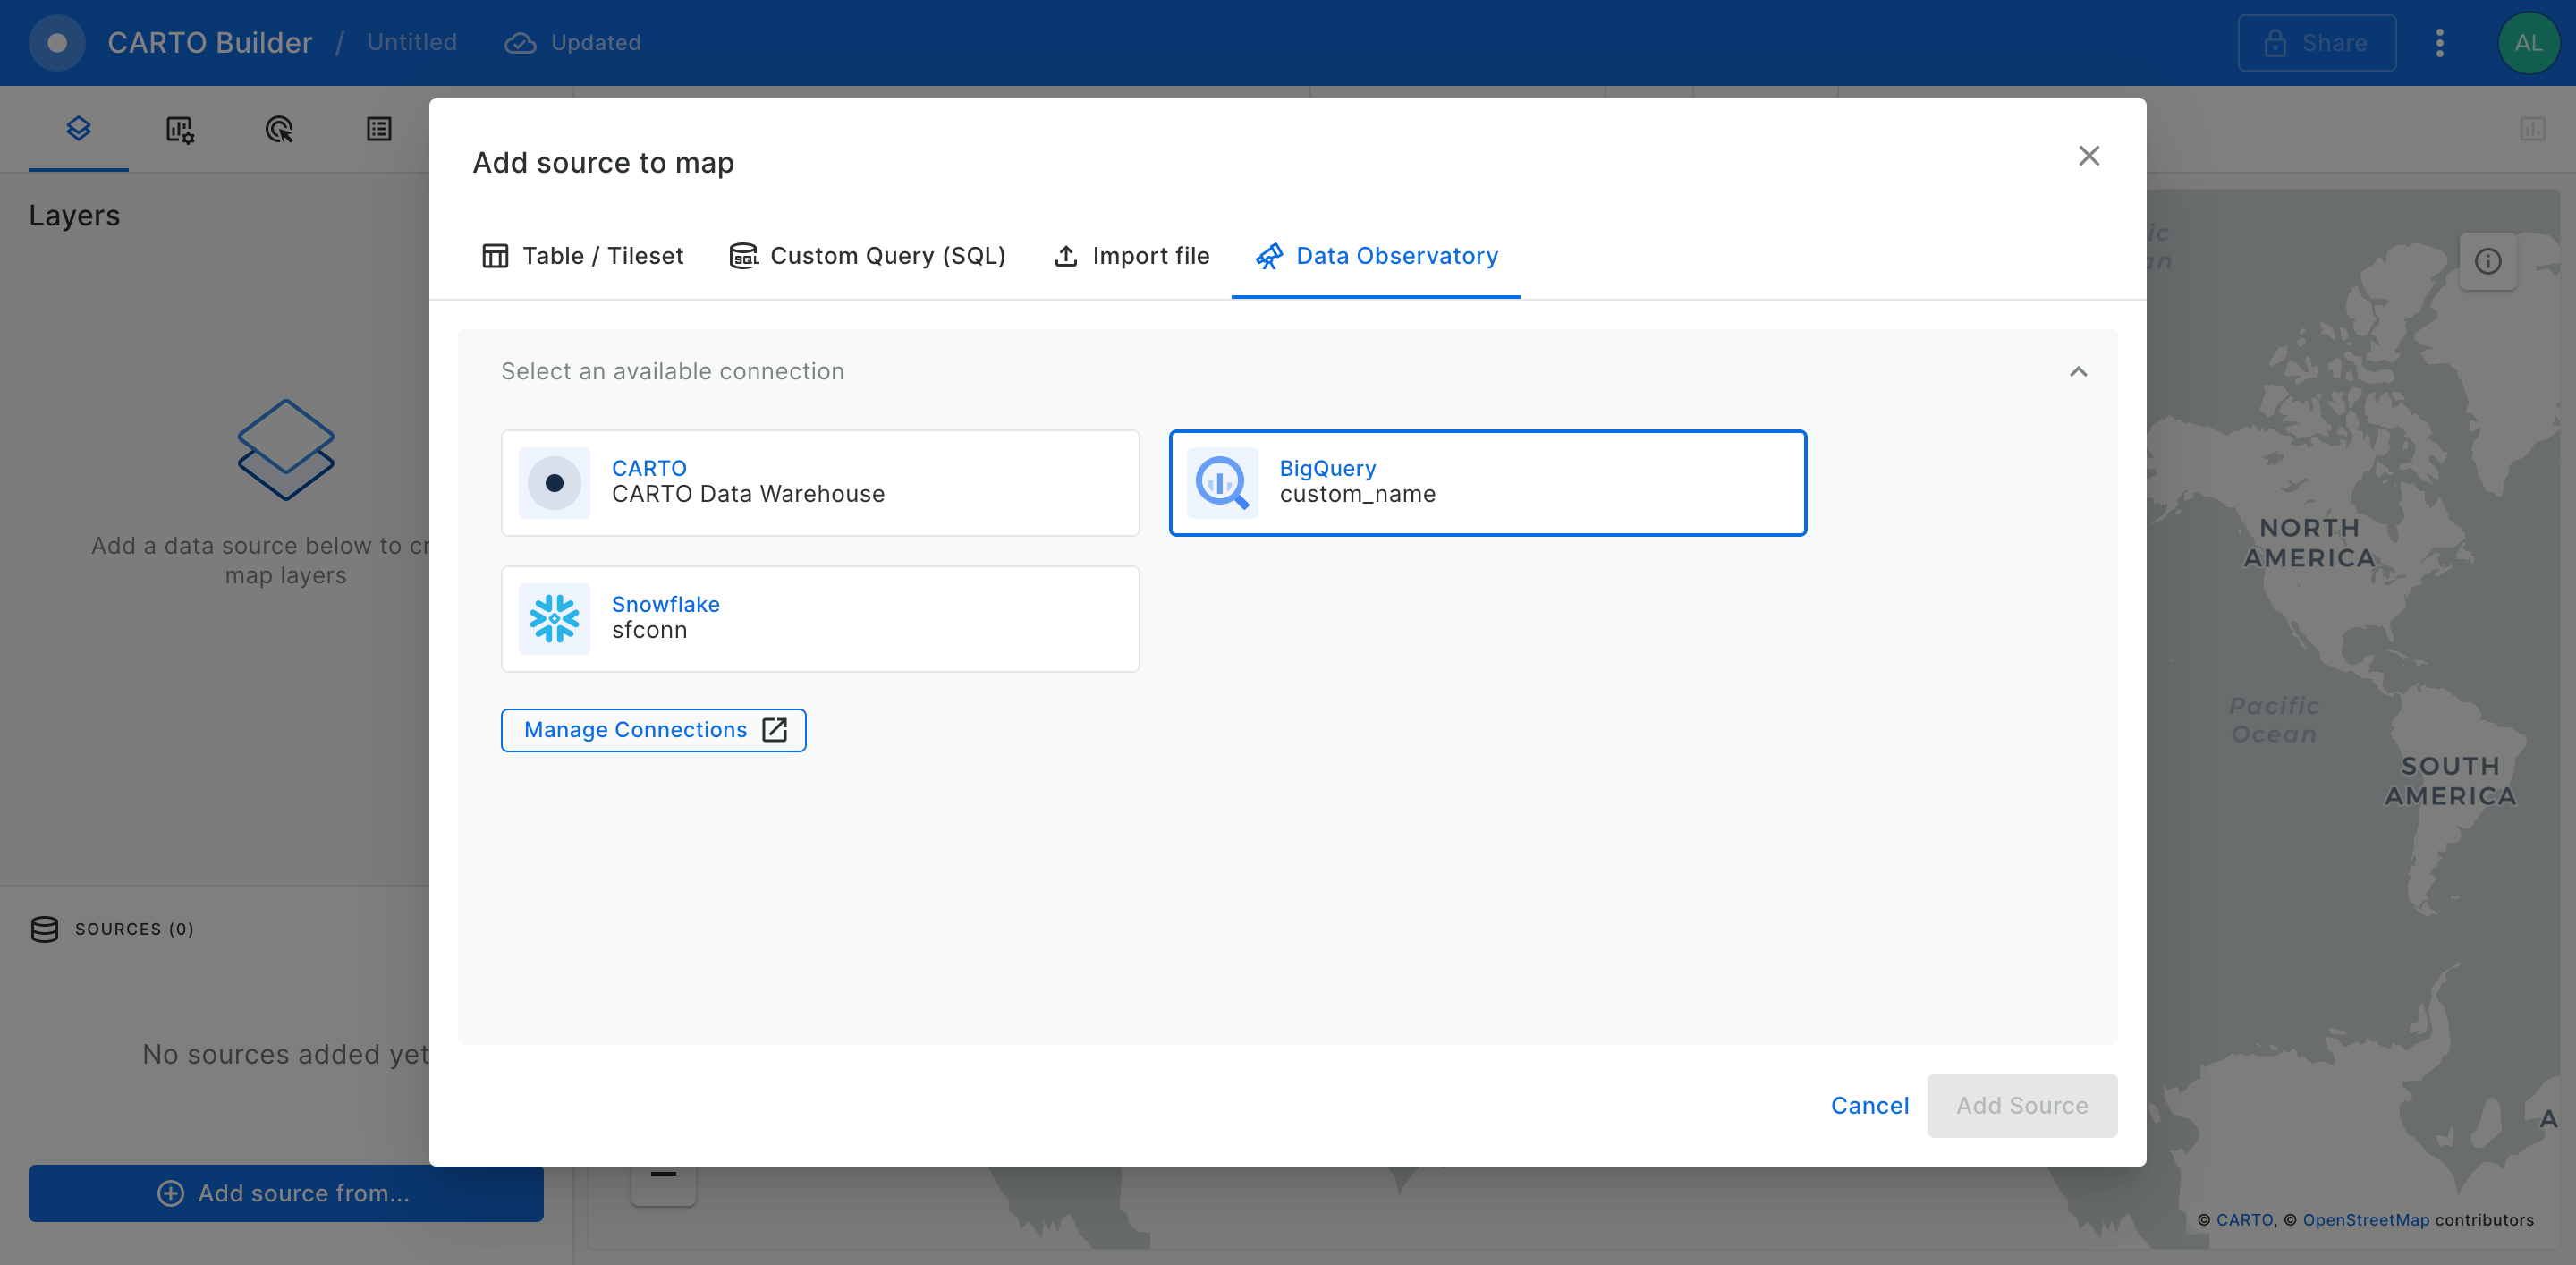 CARTO Builder / Untitled Updated Share AL
Add source to map
Table / Tileset
SQL Custom Query (SQL)
Import file
Data Observatory
Layers
Add a data source below to cr
map layers
Select an available connection
CARTO
CARTO Data Warehouse
BigQuery
custom_name
Snowflake
sfconn
Manage Connections
SOURCES (0)
No sources added yet
Add source from...
Cancel
Add Source
NORTH
AMERICA
Pacific
Ocean
SOUTH
AMERICA
A
© CARTO, © OpenStreetMap contributors